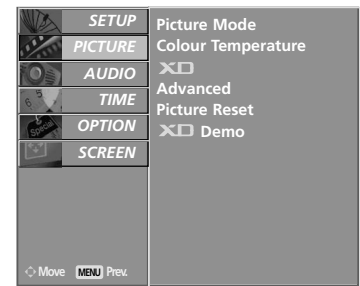 SETUP
PICTURE
AUDIO
TIME
OPTION
SCREEN
Move MENU Prev.
Picture Mode
Colour Temperature
XD
Advanced
Picture Reset
XD Demo
Special